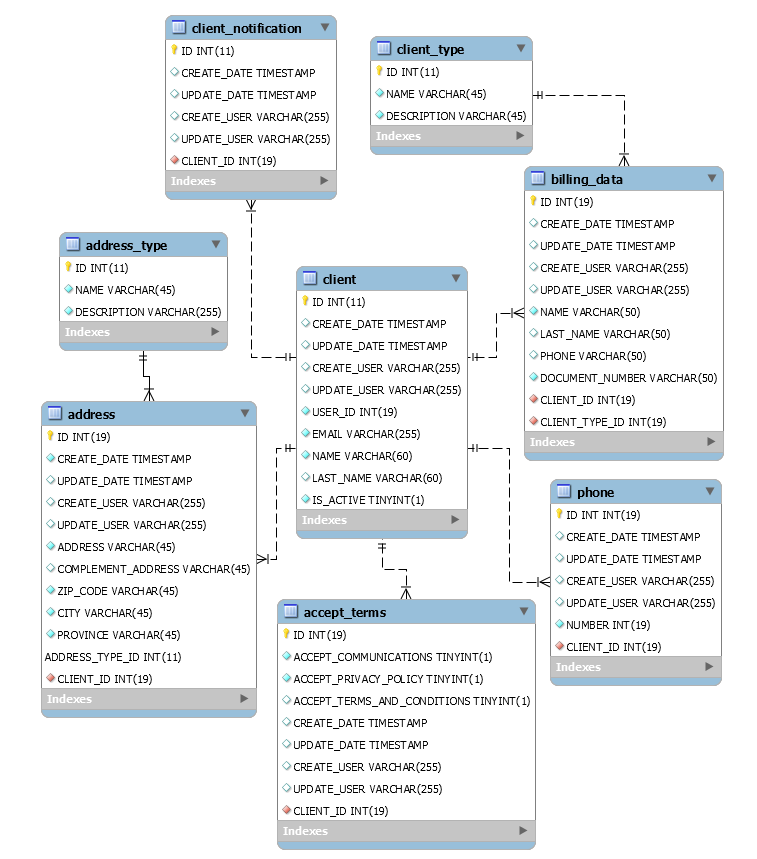 client_notification
ID INT(11)
CREATE_DATE TIMESTAMP
UPDATE_DATE TIMESTAMP
CREATE_USER VARCHAR(255)
UPDATE_USER VARCHAR(255)
CLIENT_ID INT(19)
Indexes
client_type
ID INT(11)
NAME VARCHAR(45)
DESCRIPTION VARCHAR(45)
Indexes
billing_data
ID INT(19)
CREATE_DATE TIMESTAMP
UPDATE_DATE TIMESTAMP
CREATE_USER VARCHAR(255)
UPDATE_USER VARCHAR(255)
NAME VARCHAR(50)
LAST_NAME VARCHAR(50)
PHONE VARCHAR(50)
DOCUMENT_NUMBER VARCHAR(50)
CLIENT_ID INT(19)
CLIENT_TYPE_ID INT(19)
Indexes
address_type
ID INT(11)
NAME VARCHAR(45)
DESCRIPTION VARCHAR(255)
Indexes
client
ID INT(11)
CREATE_DATE TIMESTAMP
UPDATE_DATE TIMESTAMP
CREATE_USER VARCHAR(255)
UPDATE_USER VARCHAR(255)
USER_ID INT(19)
EMAIL VARCHAR(255)
NAME VARCHAR(60)
LAST_NAME VARCHAR(60)
IS_ACTIVE TINYINT(1)
Indexes
address
ID INT(19)
CREATE_DATE TIMESTAMP
UPDATE_DATE TIMESTAMP
CREATE_USER VARCHAR(255)
UPDATE_USER VARCHAR(255)
ADDRESS VARCHAR(45)
COMPLEMENT_ADDRESS VARCHAR(45)
ZIP_CODE VARCHAR(45)
CITY VARCHAR(45)
PROVINCE VARCHAR(45)
ADDRESS_TYPE_ID INT(11)
CLIENT_ID INT(19)
Indexes
phone
ID INT INT(19)
CREATE_DATE TIMESTAMP
UPDATE_DATE TIMESTAMP
CREATE_USER VARCHAR(255)
UPDATE_USER VARCHAR(255)
NUMBER INT(19)
CLIENT_ID INT(19)
Indexes
accept_terms
ID INT(19)
ACCEPT_COMMUNICATIONS TINYINT(1)
ACCEPT_PRIVACY_POLICY TINYINT(1)
ACCEPT_TERMS_AND_CONDITIONS TINYINT(1)
CREATE_DATE TIMESTAMP
UPDATE_DATE TIMESTAMP
CREATE_USER VARCHAR(255)
UPDATE_USER VARCHAR(255)
CLIENT_ID INT(19)
Indexes